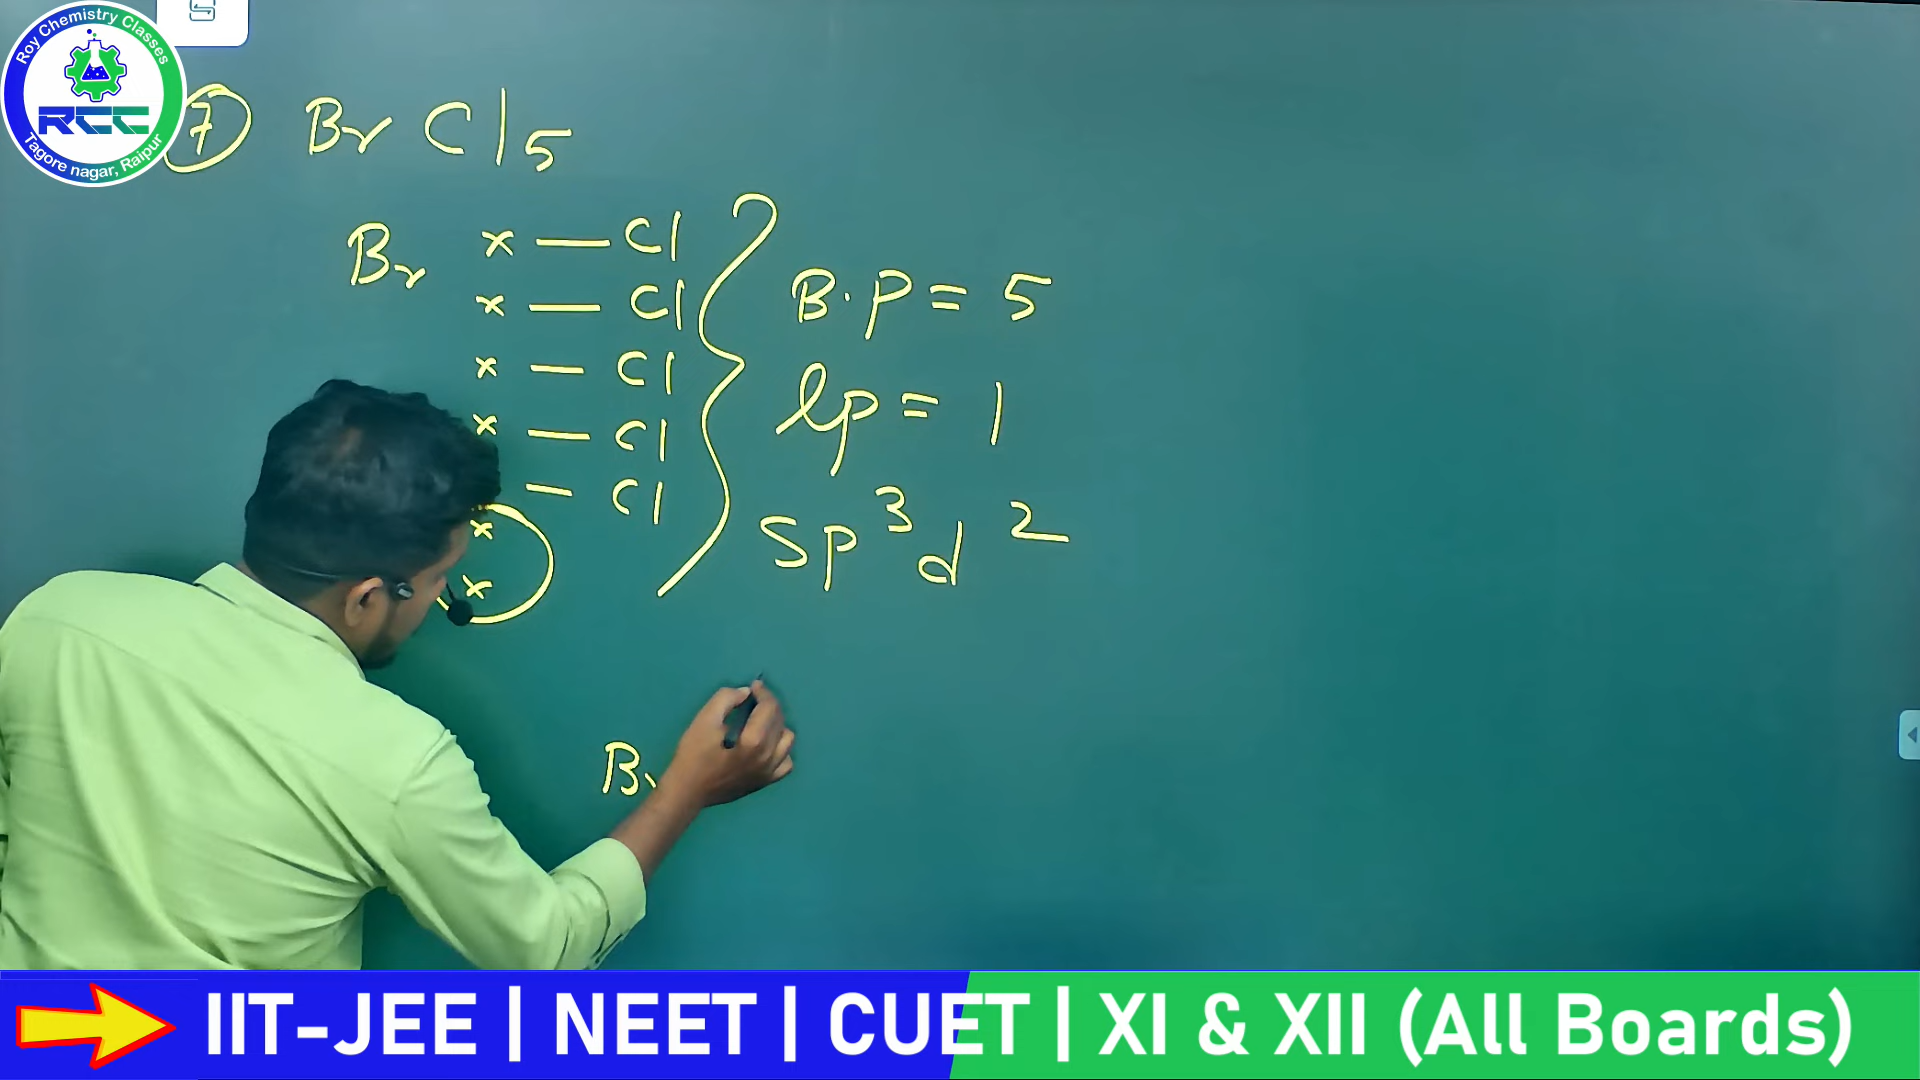 Roy Chemistry Classes
RCC
Tagore nagar, Raipur
7 BrCl5
Br x — Cl
x — Cl
x — Cl
x — Cl
— Cl
x
x
B.P = 5
lp = 1
Sp3d2
Br
IIT-JEE | NEET | CUET | XI & XII (All Boards)